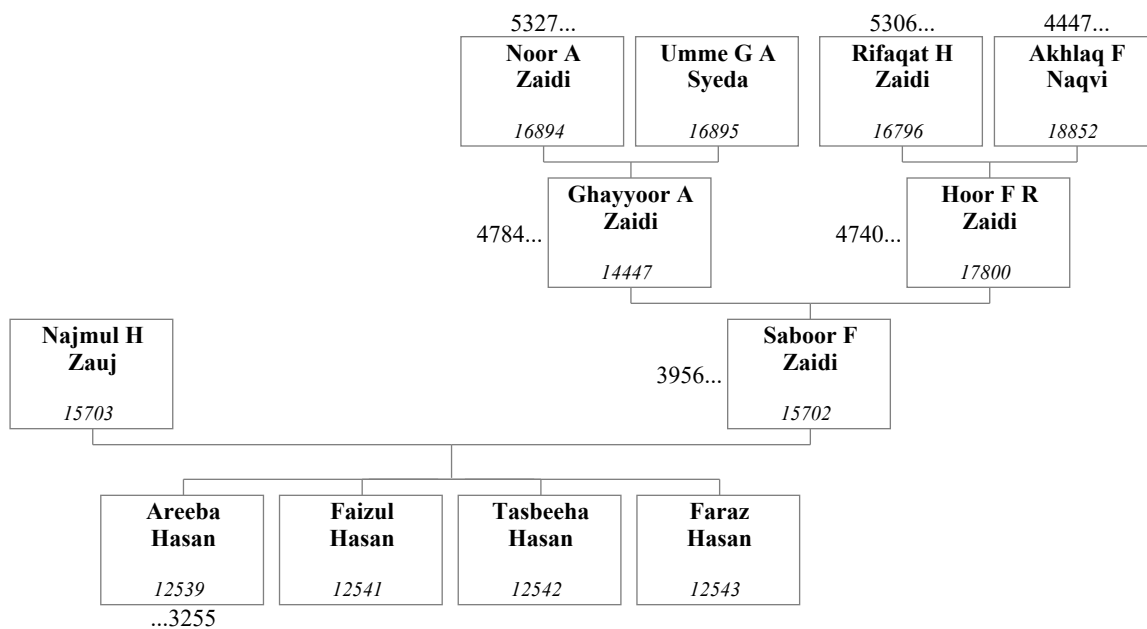 5327... 5306... 4447...
Noor A Umme G A Rifaqat H Akhlaq F
Zaidi Syeda Zaidi Naqvi
16894 16895 16796 18852
Ghayyoor A Hoor F R
Zaidi Zaidi
4784... 4740...
14447 17800
Najmul H Saboor F
Zauj Zaidi
3956...
15703 15702
Areeba Faizul Tasbeeha Faraz
Hasan Hasan Hasan Hasan
12539 12541 12542 12543
...3255